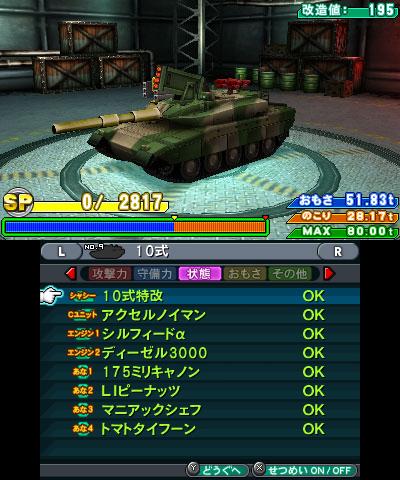 改造値: 195
SP 0/ 2817
おもさ 51.83t
のこり 28.17t
MAX 80.00t
L NO.9 10式 R
攻撃力 守備力 状態 おもさ その他
シャシー 10式特改 OK
Cユニット アクセルノイマン OK
エンジン1 シルフィードα OK
エンジン2 ディーゼル3000 OK
あな1 175ミリキャノン OK
あな2 LIピーナッツ OK
あな3 マニアックシェフ OK
あな4 トマトタイフーン OK
Y どうぐへ X せつめい ON / OFF